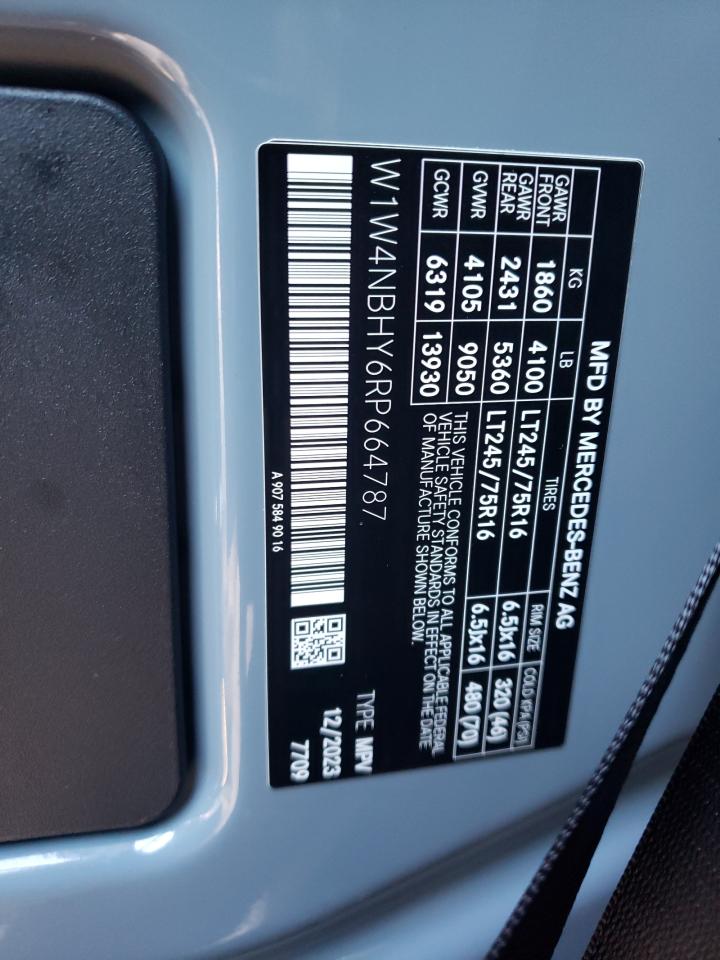 MFD BY MERCEDES-BENZ AG
KG LB TIRES RIM SIZE COLD KPA (PSI)
GAWR FRONT 1860 4100 LT245/75R16 6.5Jx16 320 (46)
GAWR REAR 2431 5360 LT245/75R16 6.5Jx16 480 (70)
GVWR 4105 9050
GCWR 6319 13930
THIS VEHICLE CONFORMS TO ALL APPLICABLE FEDERAL
VEHICLE SAFETY STANDARDS IN EFFECT ON THE DATE
OF MANUFACTURE SHOWN BELOW.
W1W4NBHY6RP664787
TYPE MPV
12/2023
7709
A 907 584 90 16